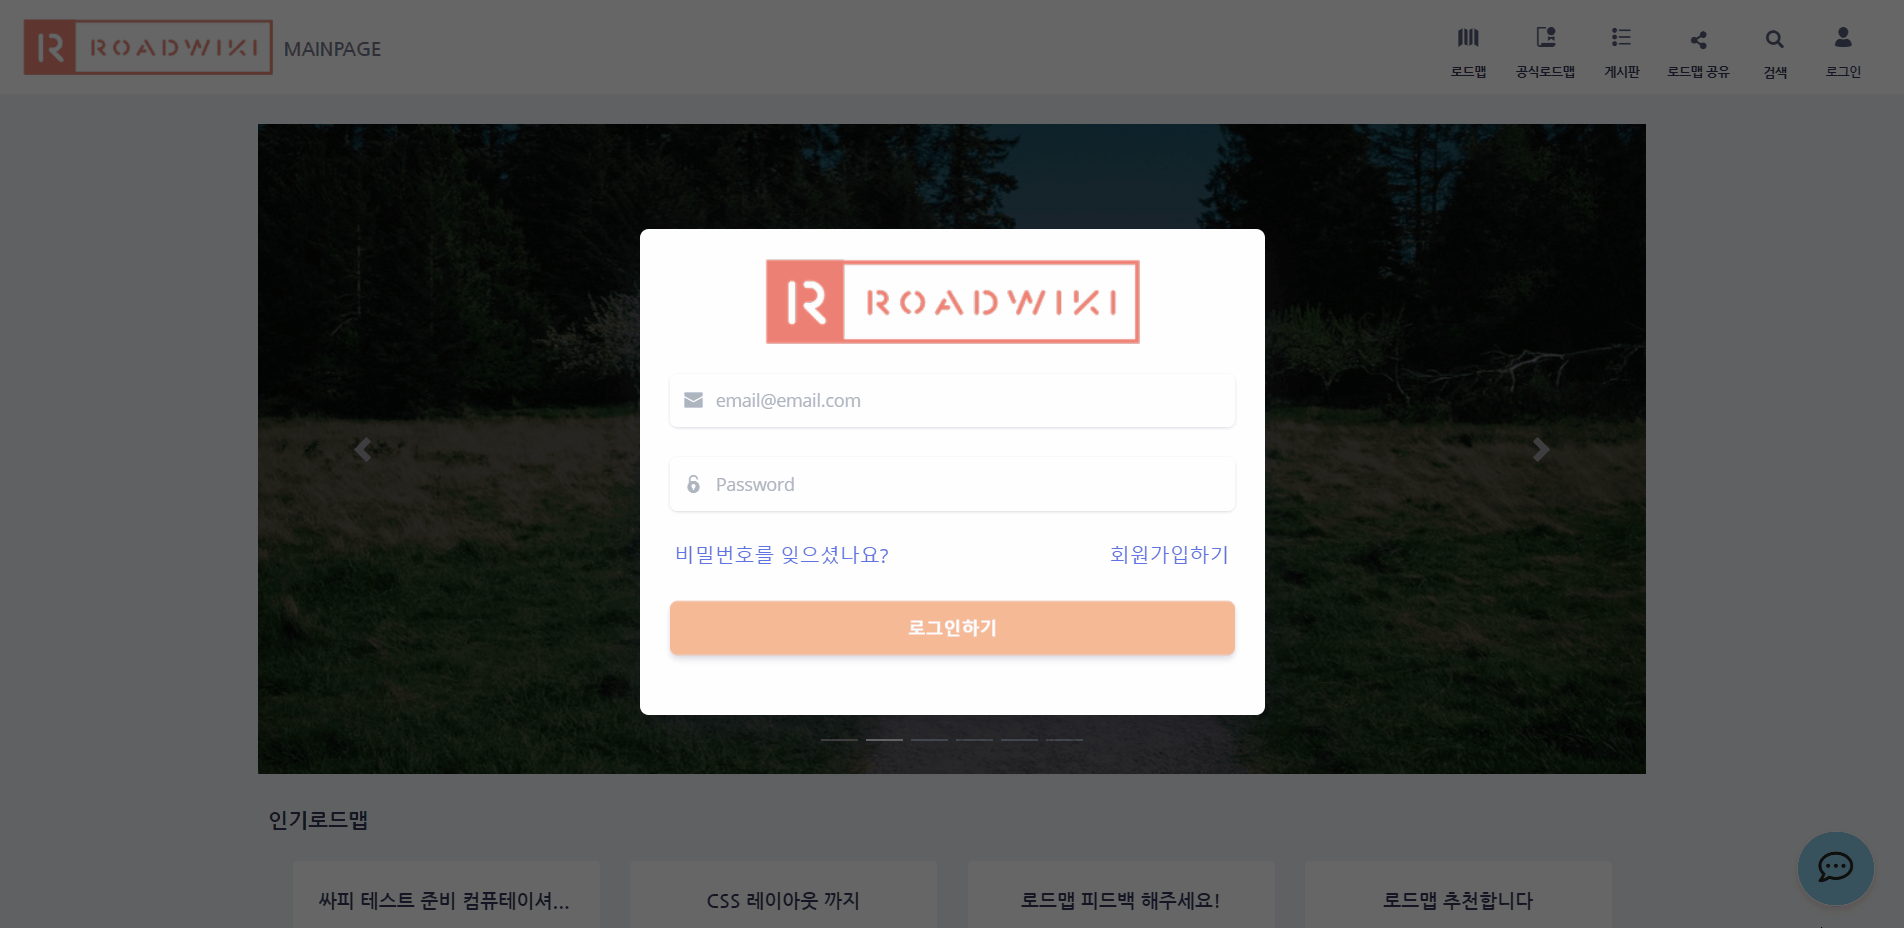 R ROADWIKI MAINPAGE
로드맵 공식로드맵 게시판 로드맵 공유 검색 로그인
R ROADWIKI
email@email.com
Password
비밀번호를 잊으셨나요? 회원가입하기
로그인하기
인기로드맵
싸피 테스트 준비 컴퓨테이셔... CSS 레이아웃 까지 로드맵 피드백 해주세요! 로드맵 추천합니다